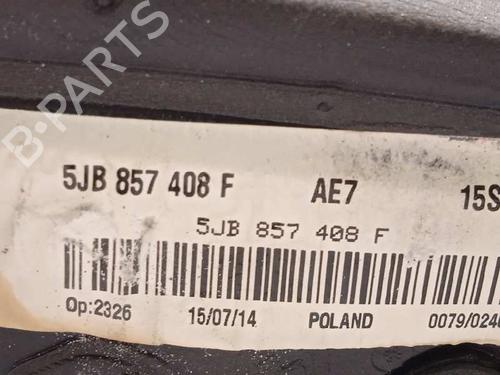 B-PARTS
5JB 857 408 F AE7 15S
5JB 857 408 F
Op:2326 15/07/14 POLAND 0079/024